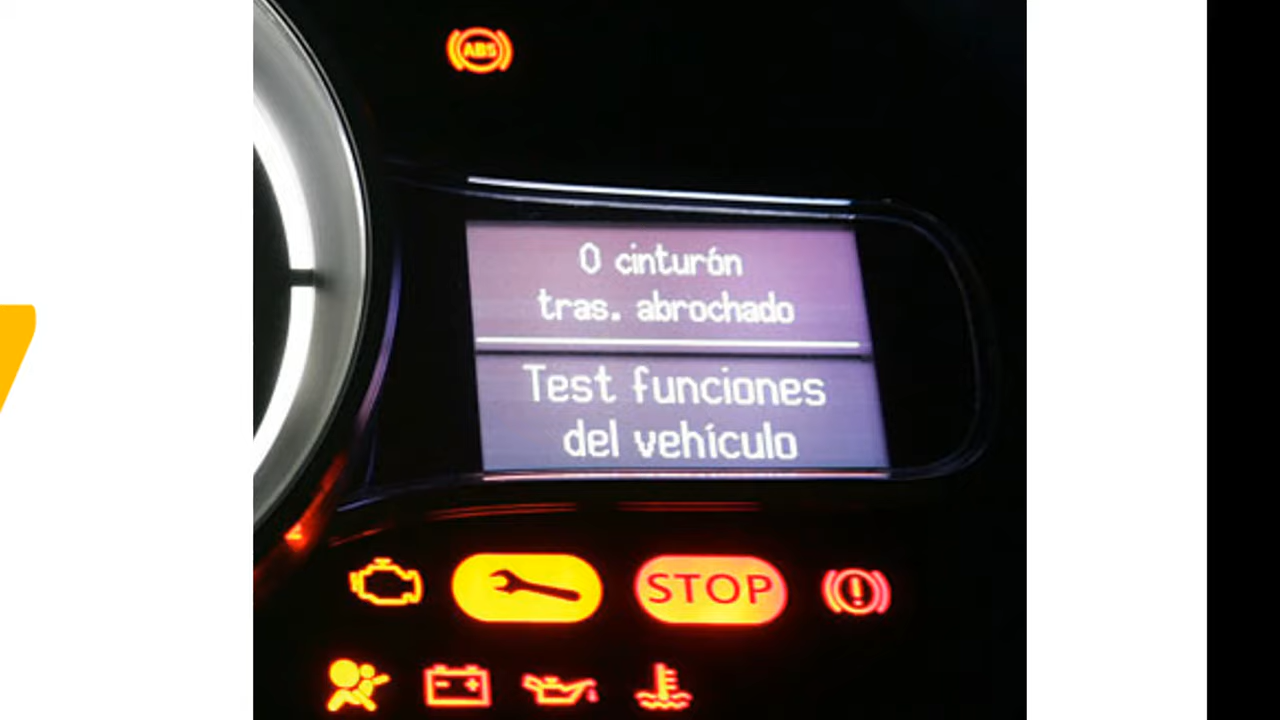 ABS
0 cinturón
tras. abrochado
Test funciones
del vehículo
STOP